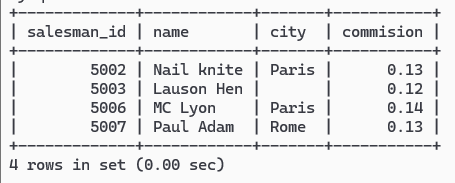 +-------------+------------+-------+-----------+
| salesman_id | name       | city  | commision |
+-------------+------------+-------+-----------+
|        5002 | Nail knite | Paris |      0.13 |
|        5003 | Lauson Hen |       |      0.12 |
|        5006 | MC Lyon    | Paris |      0.14 |
|        5007 | Paul Adam  | Rome  |      0.13 |
+-------------+------------+-------+-----------+
4 rows in set (0.00 sec)